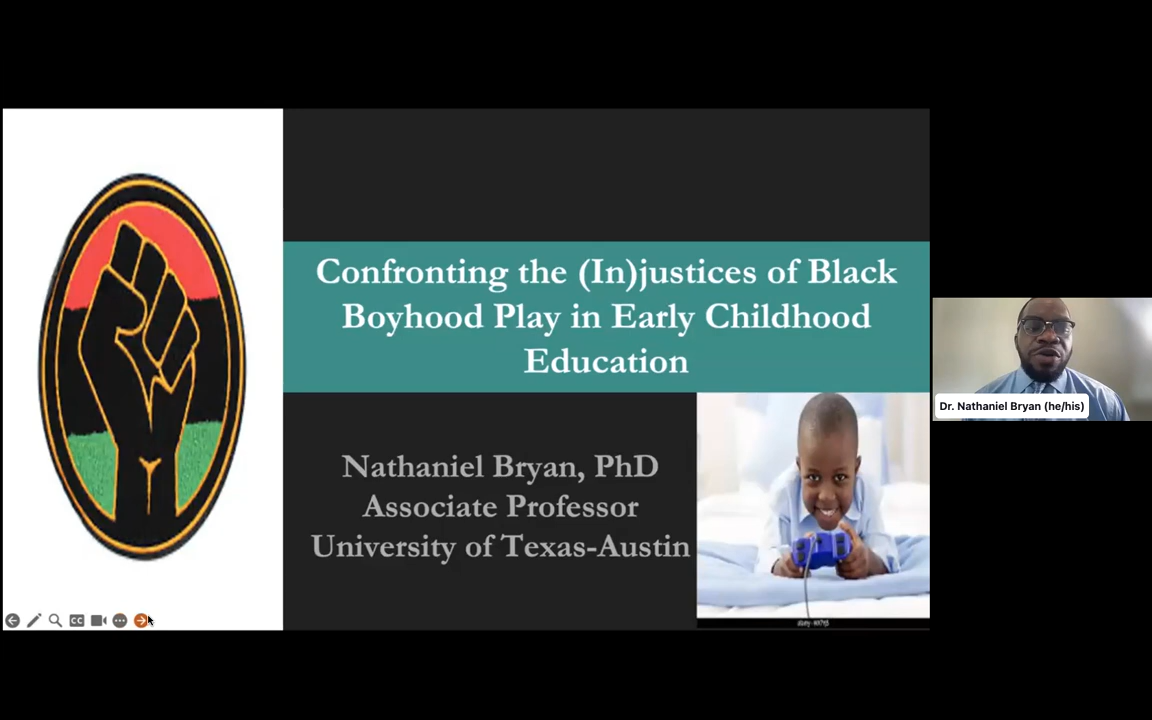 Confronting the (In)justices of Black
Boyhood Play in Early Childhood
Education
Nathaniel Bryan, PhD
Associate Professor
University of Texas-Austin
Dr. Nathaniel Bryan (he/his)
CC